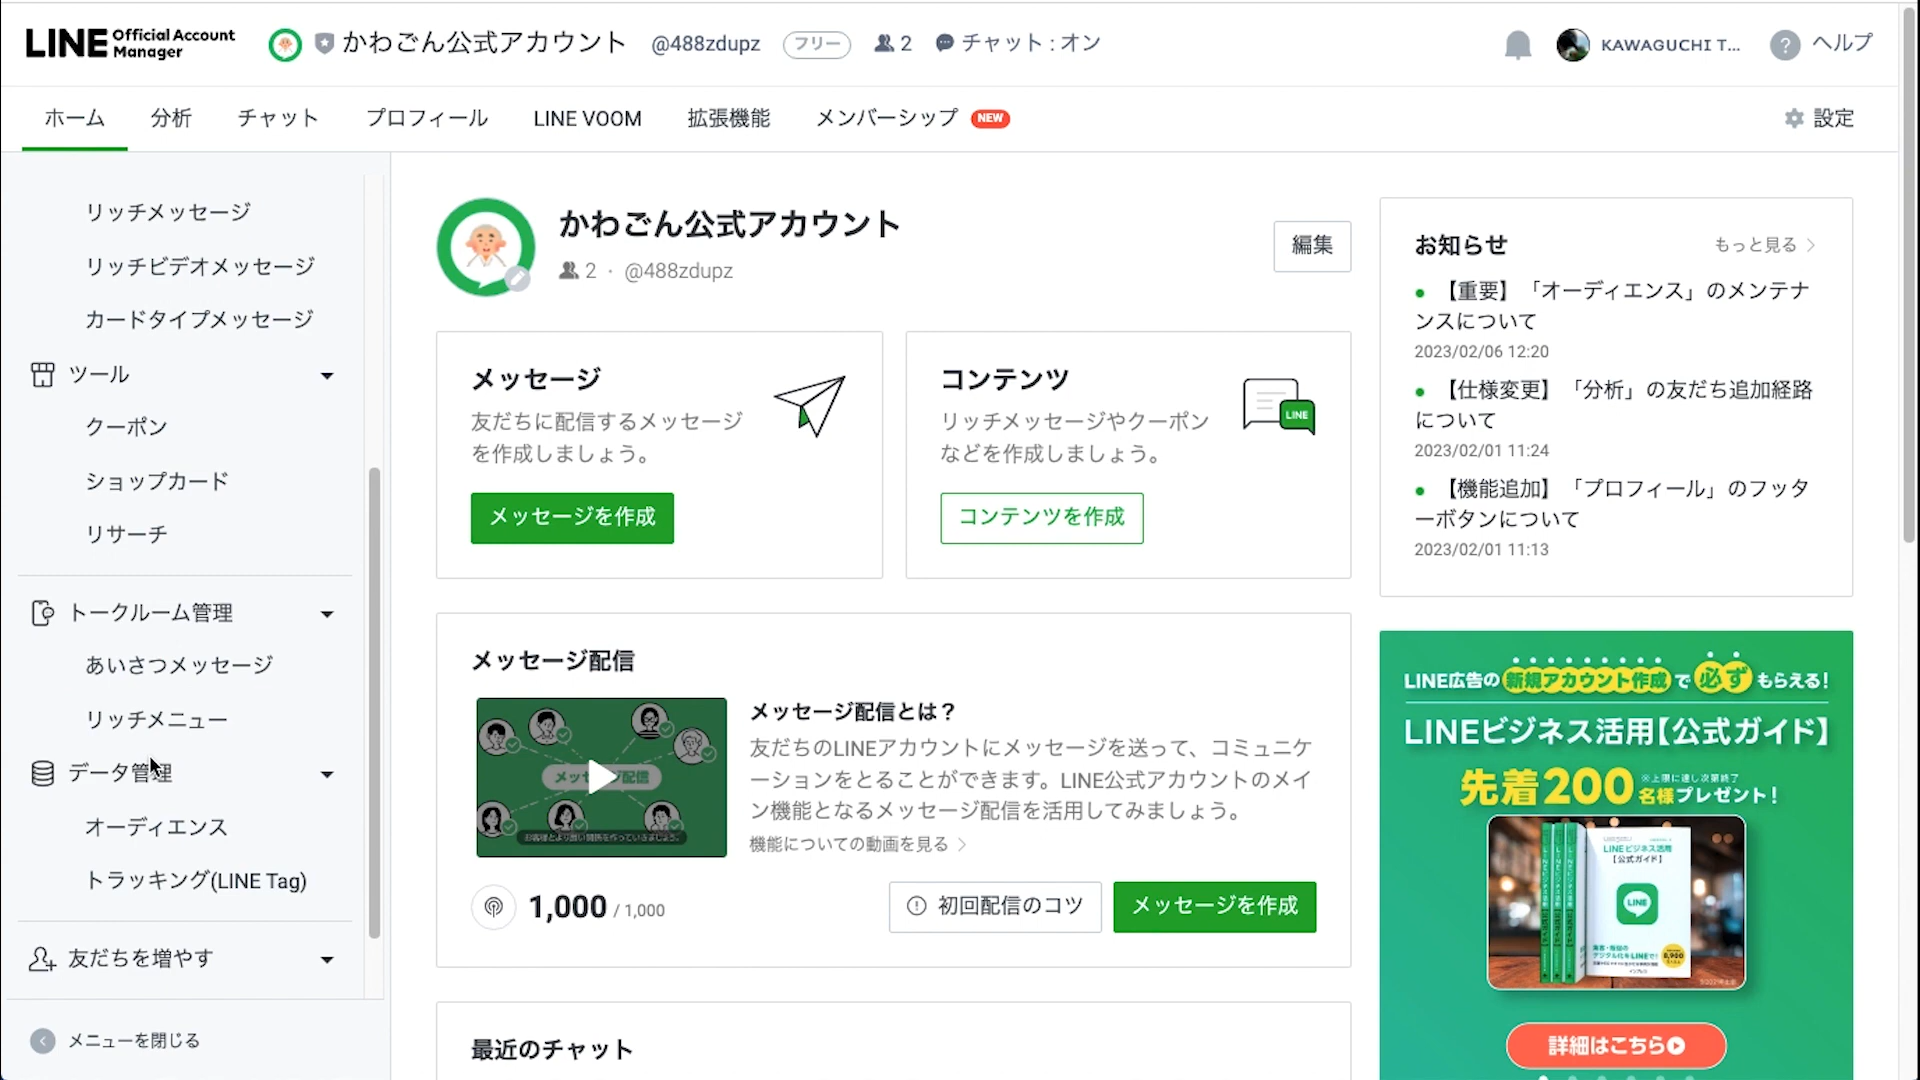 LINE Official Account Manager
かわごん公式アカウント @488zdupz フリー 2 チャット : オン
KAWAGUCHI T... ? ヘルプ
ホーム 分析 チャット プロフィール LINE VOOM 拡張機能 メンバーシップ NEW 設定
リッチメッセージ
リッチビデオメッセージ
カードタイプメッセージ
ツール
クーポン
ショップカード
リサーチ
トークルーム管理
あいさつメッセージ
リッチメニュー
データ管理
オーディエンス
トラッキング(LINE Tag)
友だちを増やす
メニューを閉じる
かわごん公式アカウント
2 · @488zdupz
編集
メッセージ
友だちに配信するメッセージ
を作成しましょう。
メッセージを作成
コンテンツ
リッチメッセージやクーポン
などを作成しましょう。
LINE
コンテンツを作成
メッセージ配信
メッセージ配信とは?
友だちのLINEアカウントにメッセージを送って、コミュニケ
ーションをとることができます。LINE公式アカウントのメイ
ン機能となるメッセージ配信を活用してみましょう。
機能についての動画を見る
1,000 / 1,000
初回配信のコツ
メッセージを作成
最近のチャット
お知らせ
もっと見る
【重要】「オーディエンス」のメンテナ
ンスについて
2023/02/06 12:20
【仕様変更】「分析」の友だち追加経路
について
2023/02/01 11:24
【機能追加】「プロフィール」のフッタ
ーボタンについて
2023/02/01 11:13
LINE広告の新規アカウント作成で必ずもらえる!
LINEビジネス活用【公式ガイド】
先着200名様プレゼント!
※上限に達し次第終了
LINEビジネス活用
【公式ガイド】
LINE
詳細はこちら